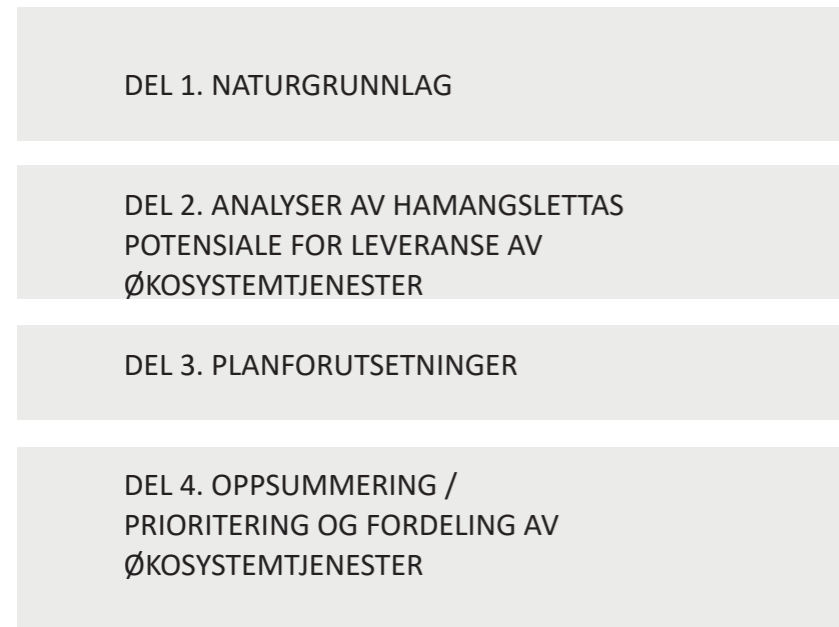 DEL 1. NATURGRUNNLAG
DEL 2. ANALYSER AV HAMANGSLETTAS
POTENSIALE FOR LEVERANSE AV
ØKOSYSTEMTJENESTER
DEL 3. PLANFORUTSETNINGER
DEL 4. OPPSUMMERING /
PRIORITERING OG FORDELING AV
ØKOSYSTEMTJENESTER